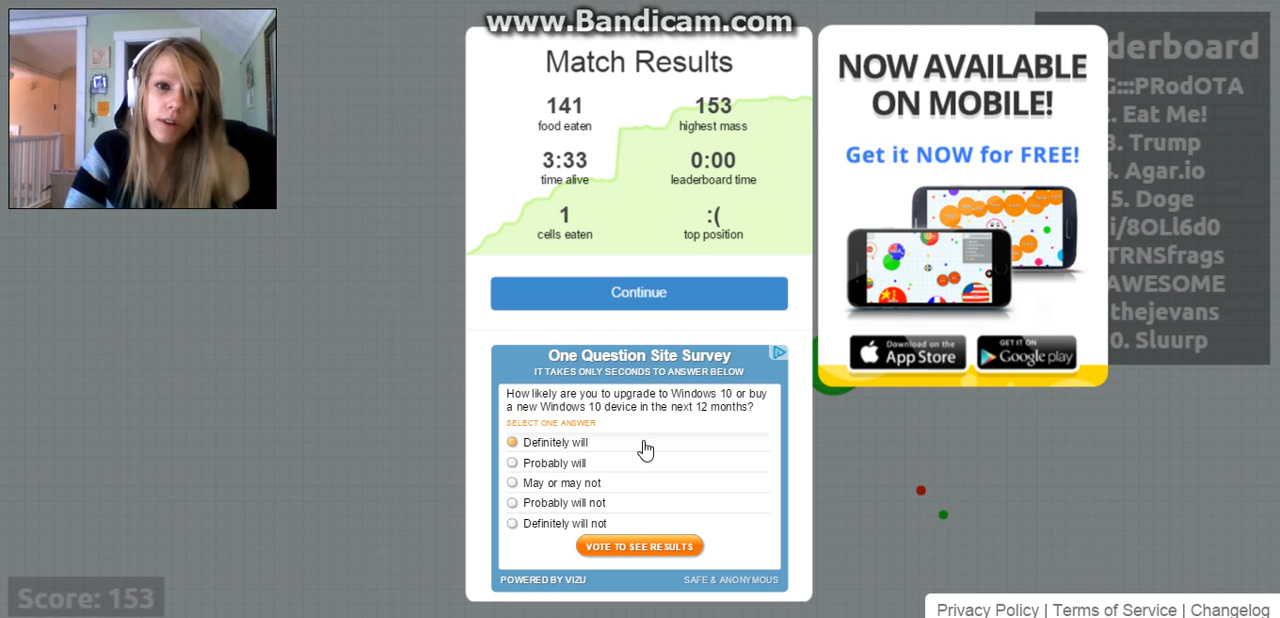 www.Bandicam.com
Match Results
141
food eaten
153
highest mass
3:33
time alive
0:00
leaderboard time
1
cells eaten
:(
top position
Continue
One Question Site Survey
IT TAKES ONLY SECONDS TO ANSWER BELOW
How likely are you to upgrade to Windows 10 or buy
a new Windows 10 device in the next 12 months?
SELECT ONE ANSWER
Definitely will
Probably will
May or may not
Probably will not
Definitely will not
VOTE TO SEE RESULTS
POWERED BY VIZU
SAFE & ANONYMOUS
NOW AVAILABLE
ON MOBILE!
Get it NOW for FREE!
Download on the
App Store
GET IT ON
Google play
derboard
G:::PRodOTA
. Eat Me!
. Trump
. Agar.io
5. Doge
i/8OLl6d0
TRNSfrags
AWESOME
thejevans
0. Sluurp
Score: 153
Privacy Policy | Terms of Service | Changelog